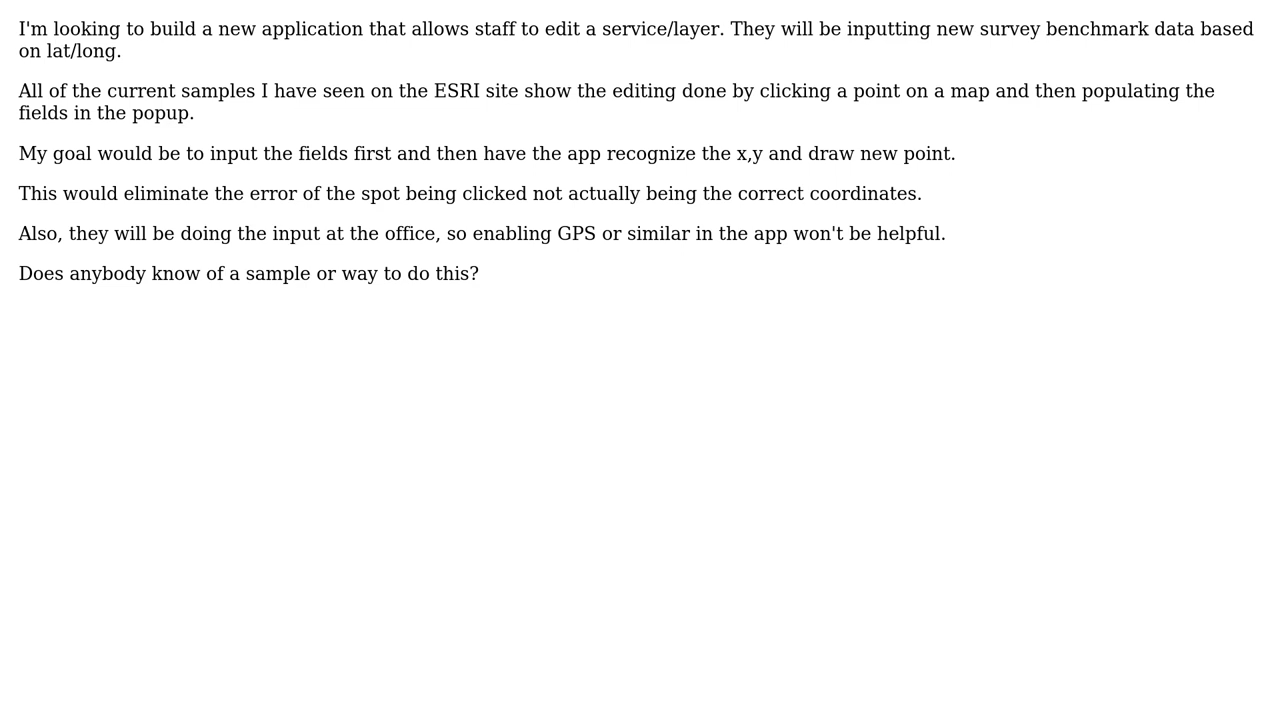 I'm looking to build a new application that allows staff to edit a service/layer. They will be inputting new survey benchmark data based
on lat/long.
All of the current samples I have seen on the ESRI site show the editing done by clicking a point on a map and then populating the
fields in the popup.
My goal would be to input the fields first and then have the app recognize the x,y and draw new point.
This would eliminate the error of the spot being clicked not actually being the correct coordinates.
Also, they will be doing the input at the office, so enabling GPS or similar in the app won't be helpful.
Does anybody know of a sample or way to do this?